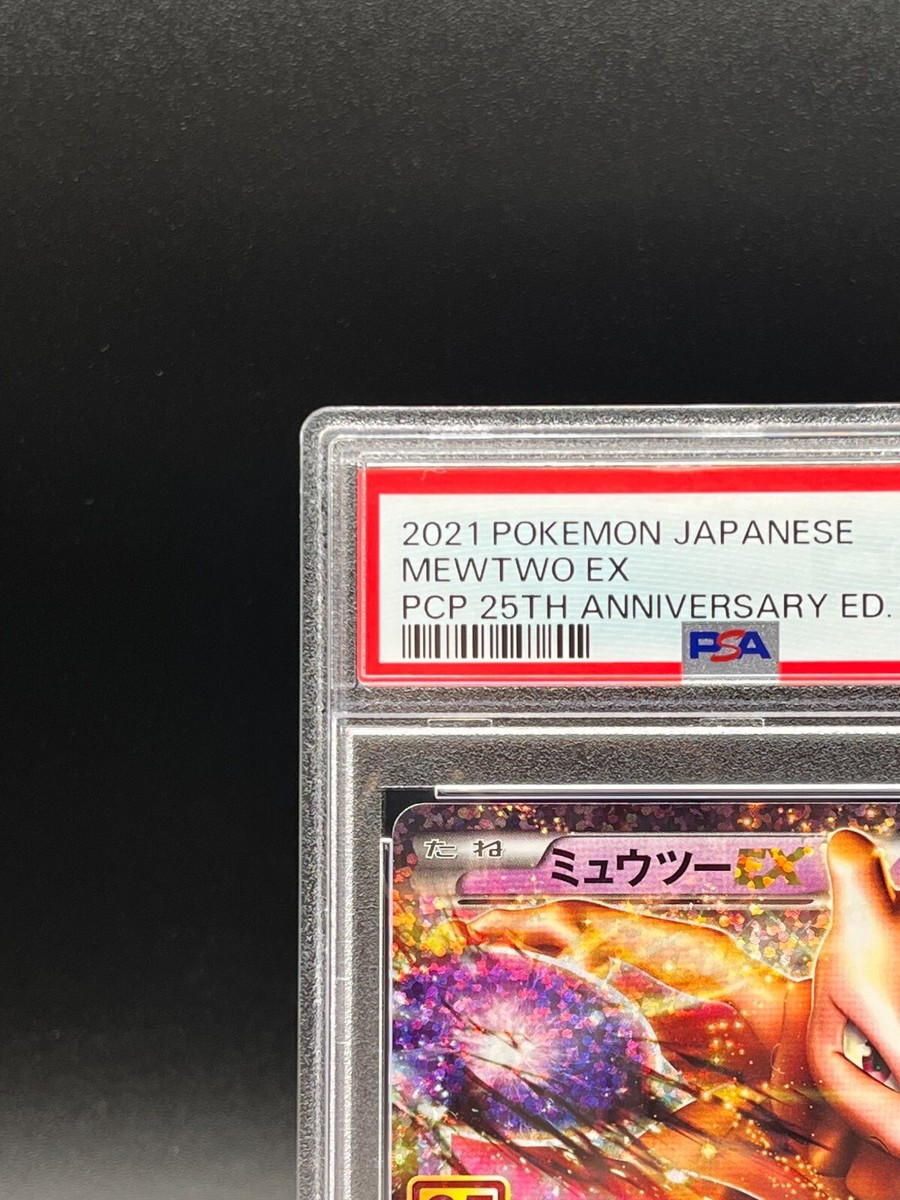 2021 POKEMON JAPANESE
MEWTWO EX
PCP 25TH ANNIVERSARY ED.
PSA
たね ミュウツーEX
25